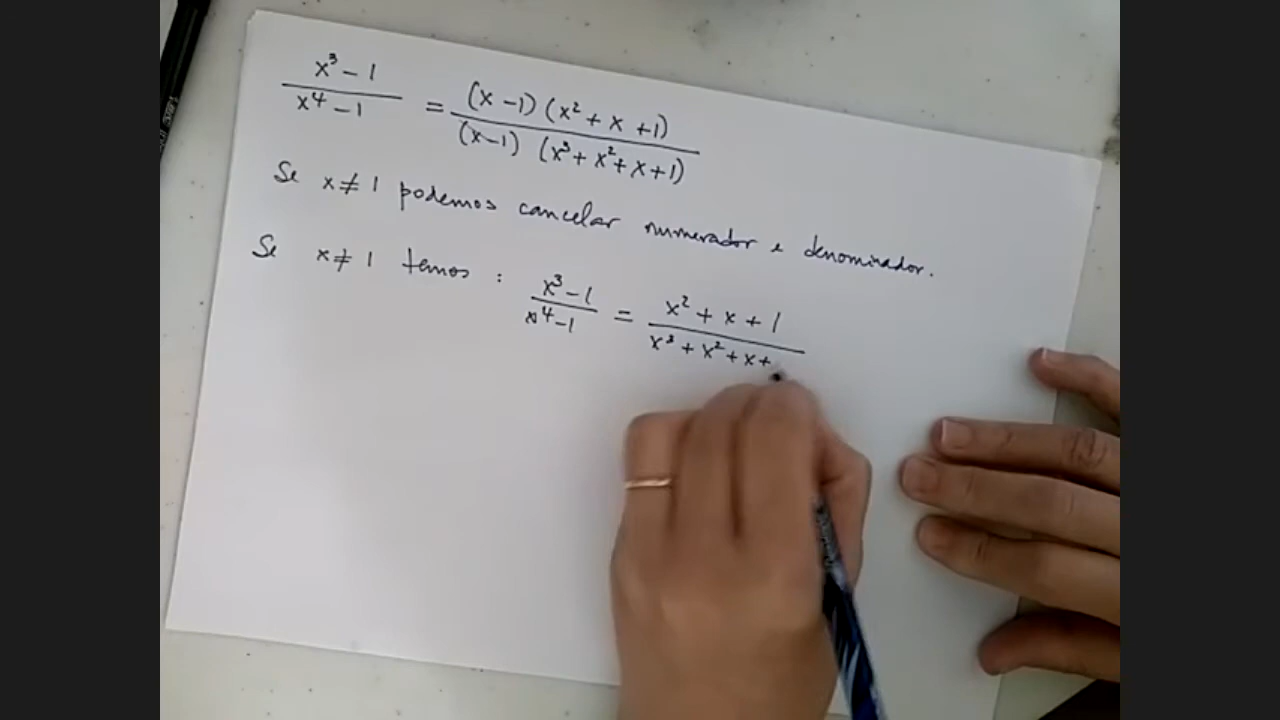 x³ - 1 / x⁴ - 1 = (x - 1) (x² + x + 1) / (x - 1) (x³ + x² + x + 1)
Se x ≠ 1 podemos cancelar numerador e denominador.
Se x ≠ 1 temos : x³ - 1 / x⁴ - 1 = x² + x + 1 / x³ + x² + x +